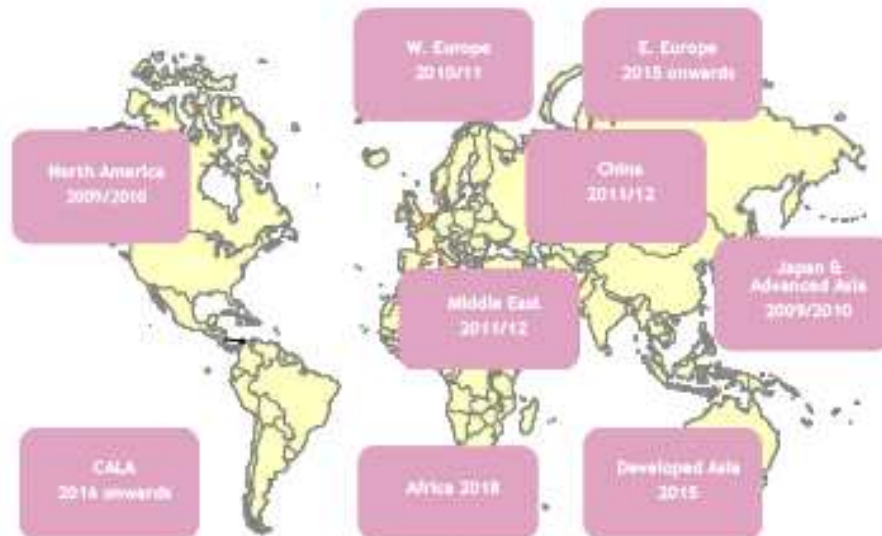 W. Europe
2010/11
E. Europe
2015 onwards
North America
2009/2010
China
2011/12
Japan &
Advanced Asia
2009/2010
Middle East
2011/12
CALA
onwards
Africa 2018
Developed Asia
2015